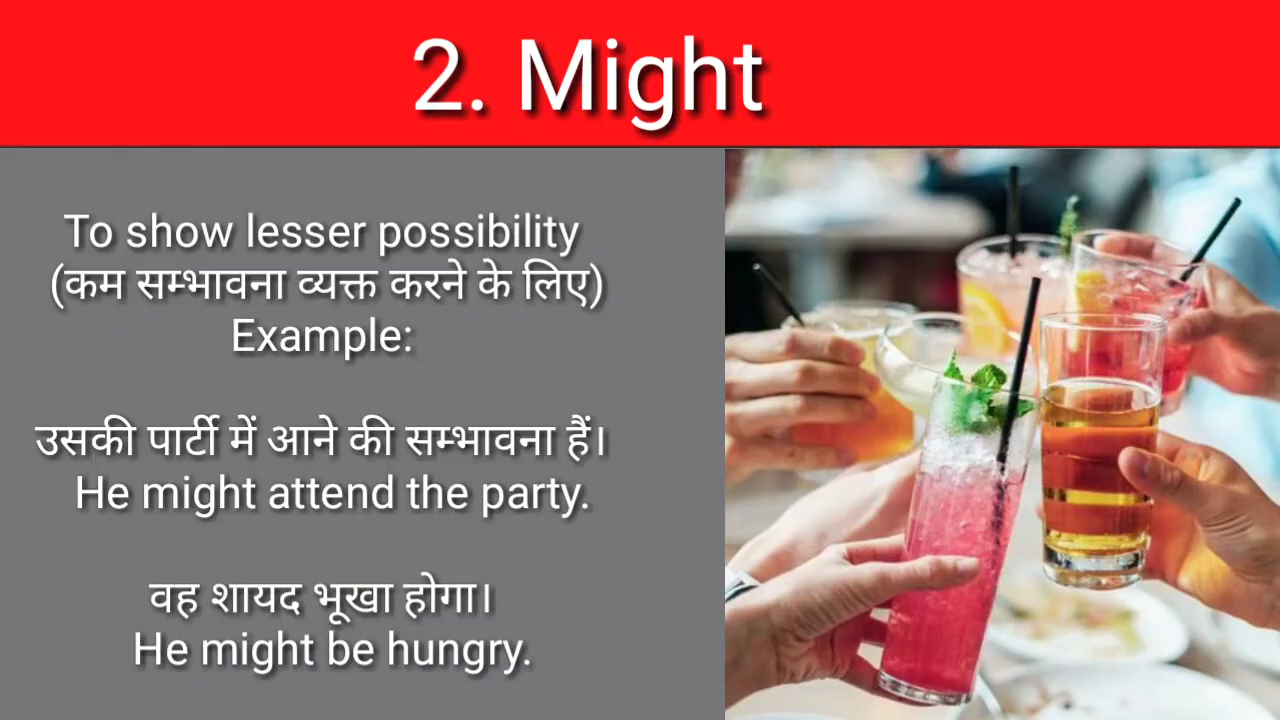 2. Might
To show lesser possibility
(कम सम्भावना व्यक्त करने के लिए)
Example:
उसकी पार्टी में आने की सम्भावना हैं।
He might attend the party.
वह शायद भूखा होगा।
He might be hungry.